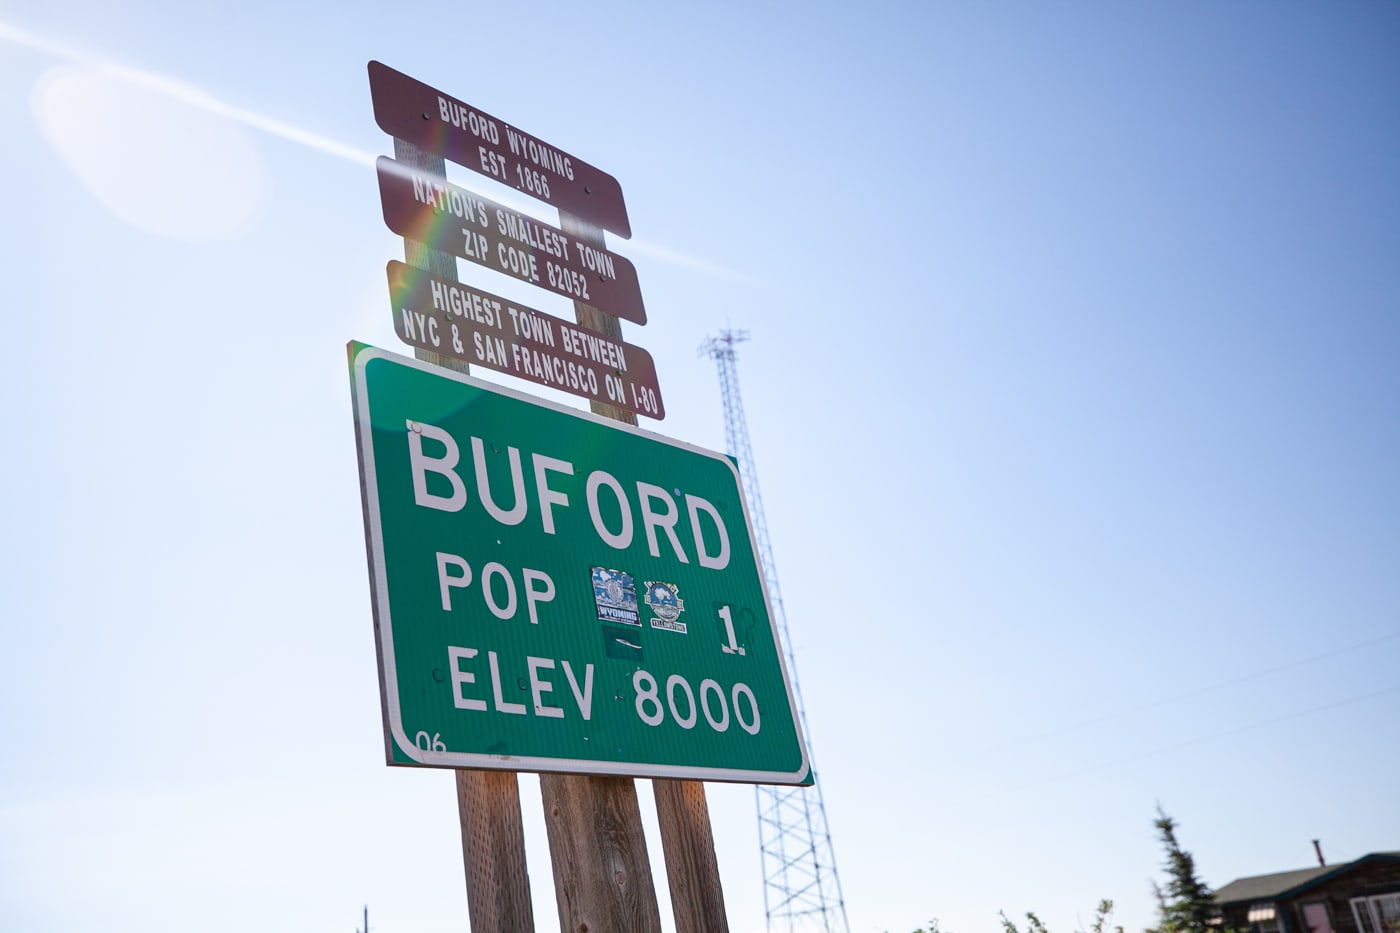 BUFORD WYOMING
EST 1866
NATION'S SMALLEST TOWN
ZIP CODE 82052
HIGHEST TOWN BETWEEN
NYC & SAN FRANCISCO ON I-80
BUFORD
POP 1
WYOMING
YELLOWSTONE
ELEV 8000
06